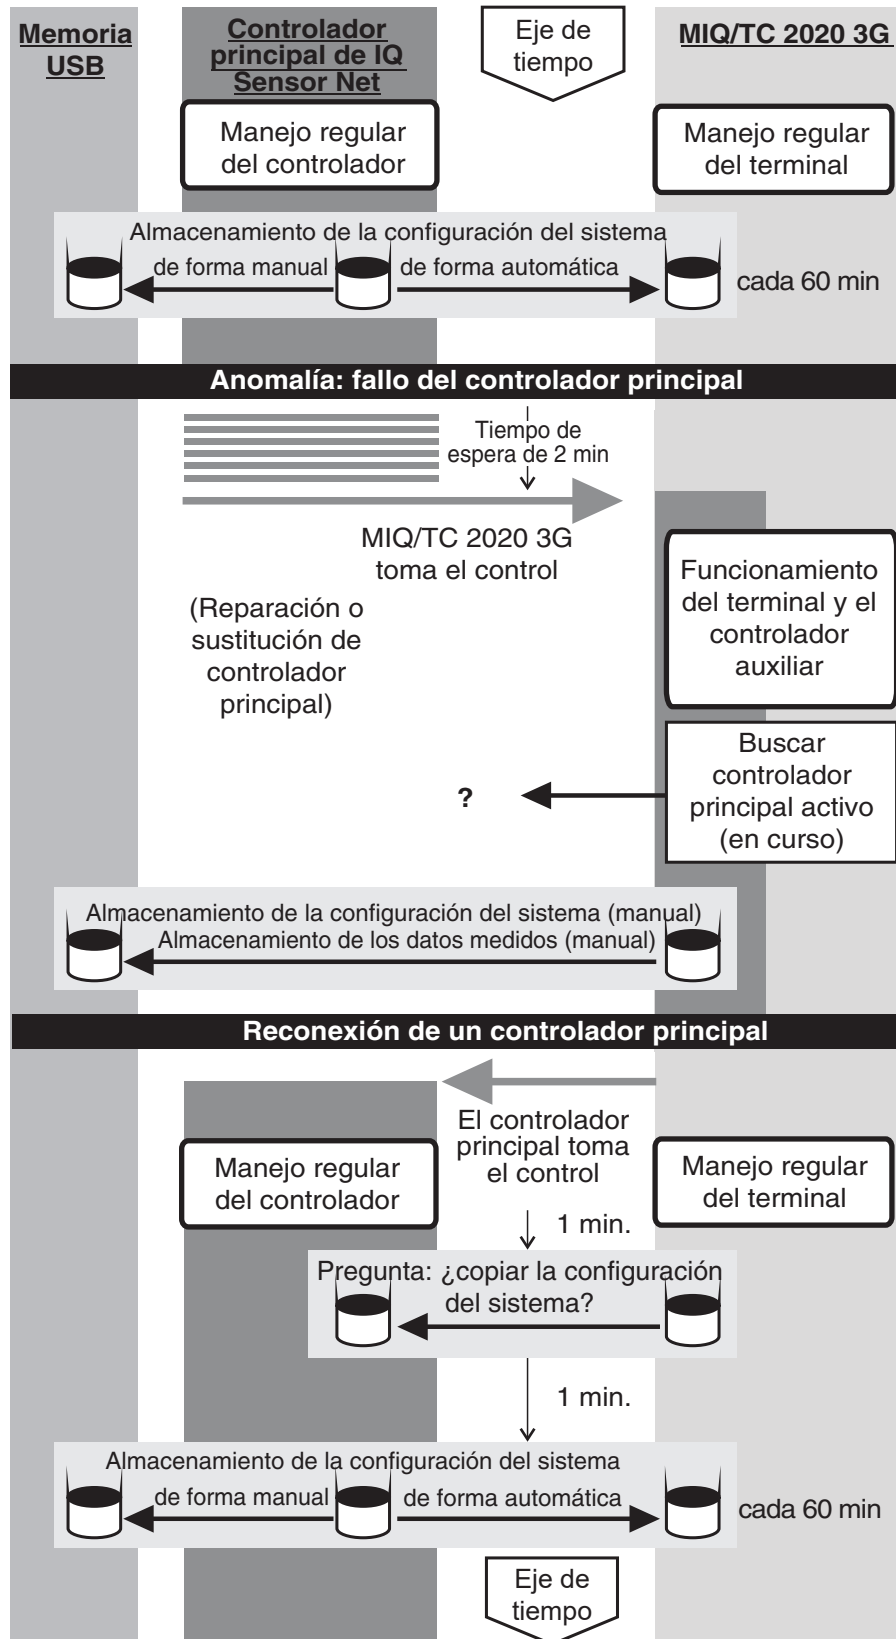 Memoria
USB
Controlador
principal de IQ
Sensor Net
Eje de
tiempo
MIQ/TC 2020 3G
Manejo regular
del controlador
Manejo regular
del terminal
Almacenamiento de la configuración del sistema
de forma manual
de forma automática
cada 60 min
Anomalía: fallo del controlador principal
Tiempo de
espera de 2 min
MIQ/TC 2020 3G
toma el control
(Reparación o
sustitución de
controlador
principal)
Funcionamiento
del terminal y el
controlador
auxiliar
Buscar
controlador
principal activo
(en curso)
?
Almacenamiento de la configuración del sistema (manual)
Almacenamiento de los datos medidos (manual)
Reconexión de un controlador principal
El controlador
principal toma
el control
Manejo regular
del controlador
Manejo regular
del terminal
1 min.
Pregunta: ¿copiar la configuración
del sistema?
1 min.
Almacenamiento de la configuración del sistema
de forma manual
de forma automática
cada 60 min
Eje de
tiempo